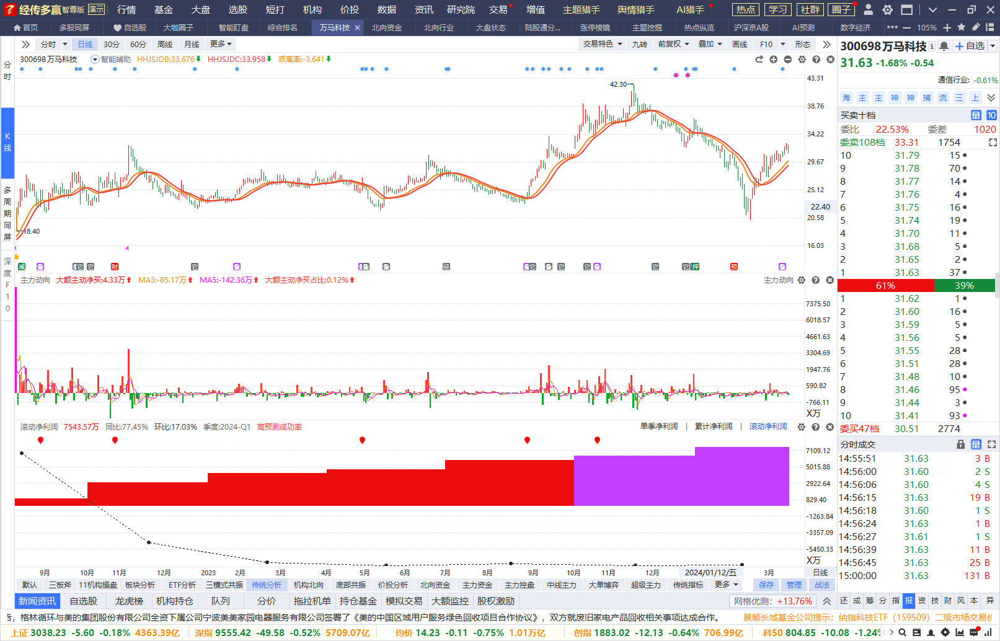 经传多赢 智尊版 演示 行情 基金 大盘 选股 短打 机构 价投 数据 资讯 研究院 交易 增值 主题猎手 舆情猎手 AI猎手 热点 学习 社群 圈子
首页 多股同屏 自选股 大咖圈子 智能盯盘 综合排名 万马科技 北向资金 北向行业 大盘状态 陆股通分... 涨停棱镜 主题挖掘 热点纵览 沪深京A股 AI预测 数字经济 105%
分时 日线 30分 60分 周线 月线 更多 交易特色 九转 前复权 叠加 画线 F10 形态
300698 万马科技 智能辅助 HHJSJDB:33.676 HHJSJDC:33.958 乖离率:-3.641
分时
K线
多周期同屏
深度F10
43.31
42.30
38.76
34.22
29.67
25.12
22.40
20.58
18.40
16.03
主力动向 大额主动净买:4.33万 MA3:-85.17万 MA5:-142.36万 大额主动净买占比:0.12% 主力动向
7375.50
6018.57
4661.63
3304.69
1947.76
590.82
-766.11
X万
滚动净利润 7543.57万 同比:77.45% 环比:17.03% 季度:2024-Q1 高预测成功率 单季净利润 | 累计净利润 | 滚动净利润
7109.12
5015.88
2922.64
829.40
-1263.84
-3357.09
-5450.33
X万
9月 10月 11月 12月 2023 2月 3月 4月 5月 6月 7月 8月 9月 10月 11月 12月 2024/01/12/五 3月 日线
默认 三板斧 11机构操盘 板块分析 ETF分析 三模式共振 传统分析 机构北向 底部共振 价投分析 北向资金 主力资金 主力控盘 中线主力 大单博弈 超级主力 传统指标 更多 保存 管理 战法
新闻资讯 自选股 龙虎榜 机构持仓 队列 分价 拖拉机单 持仓基金 模拟交易 大额监控 股权激励 网格优测：+13.76%
300698 万马科技 自选
31.63 -1.68% -0.54
通信行业: -0.61%
海 主 主 神 神 捕 流 三 上
买卖十档 量 10
委比 22.53% 委差 1020
委卖108档 33.31 1754
10 31.79 15
9 31.78 70
8 31.77 14
7 31.76 4
6 31.75 16
5 31.74 19
4 31.70 11
3 31.68 5
2 31.65 2
1 31.63 37
61% 39%
1 31.62 1
2 31.60 16
3 31.59 5
4 31.56 5
5 31.55 28
6 31.51 28
7 31.48 10
8 31.46 95
9 31.44 3
10 31.41 93
委买47档 30.51 2774
分时成交 量
14:55:51 31.63 3 B
14:56:00 31.60 2 S
14:56:06 31.60 4 S
14:56:15 31.63 19 B
14:56:18 31.60 1 S
14:56:24 31.63 1 B
14:56:27 31.61 1 S
14:56:39 31.63 11 B
14:56:45 31.63 25 B
15:00:00 31.63 131 B
还 成 筹 分 指 报 资 技 财 风 本 异
格林循环与美的集团股份有限公司全资下属公司宁波美美家园电器服务有限公司签署了《美的中国区域用户服务绿色回收项目合作协议》，双方就废旧家电产品回收相关事项达成合作。 景顺长城基金公司提示：纳指科技ETF（159509）二级市场交易价
上证 3038.23 -5.60 -0.18% 4363.39亿 深指 9555.42 -49.58 -0.52% 5709.07亿 均价 14.23 -0.11 -0.75% 1.01万亿 创指 1883.02 -12.13 -0.64% 706.99亿 科50 804.85 -10.08 -1.24%